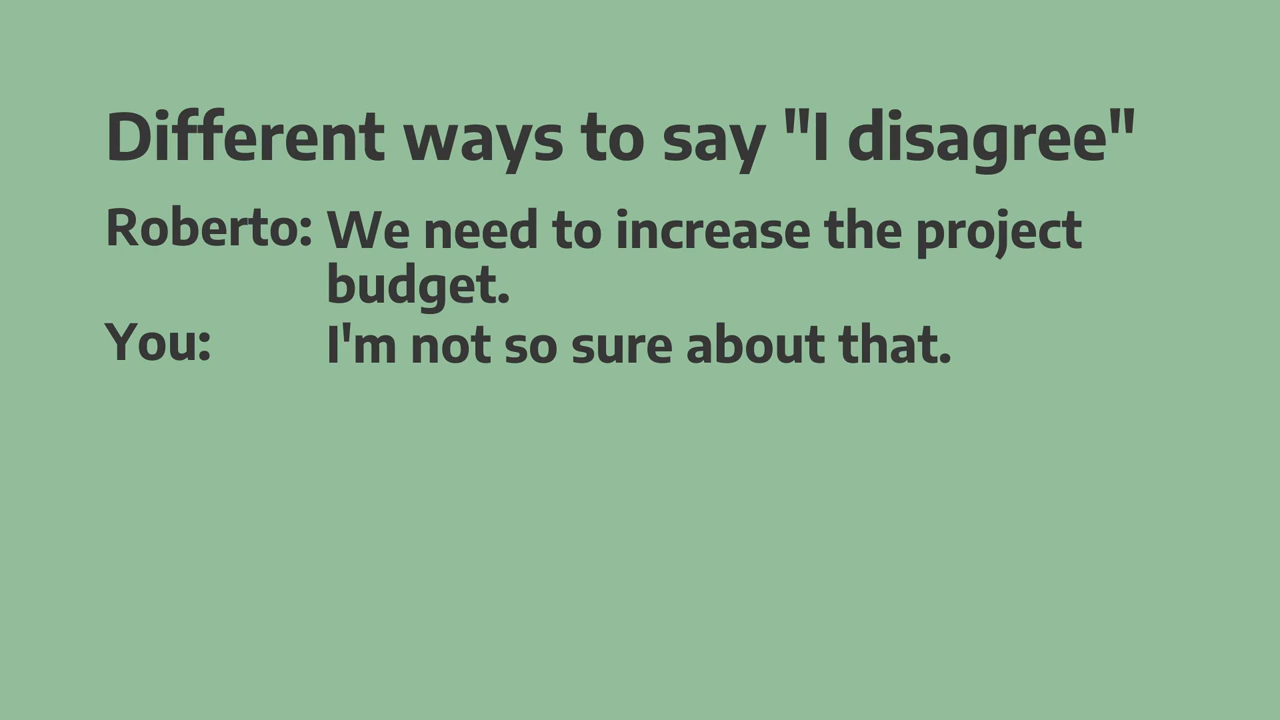 Different ways to say "I disagree"
Roberto: We need to increase the project
budget.
You: I'm not so sure about that.